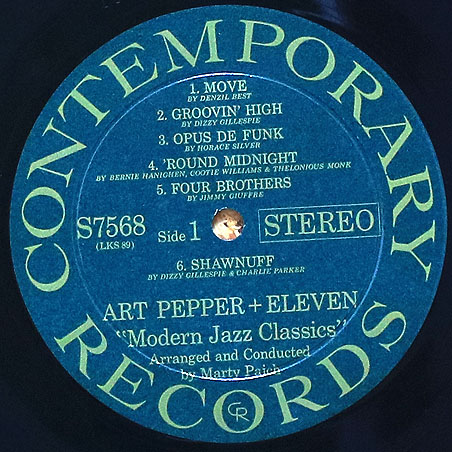 CONTEMPORARY
1. MOVE
BY DENZIL BEST
2. GROOVIN' HIGH
BY DIZZY GILLESPIE
3. OPUS DE FUNK
BY HORACE SILVER
4. 'ROUND MIDNIGHT
BY BERNIE HANIGHEN, COOTIE WILLIAMS & THELONIOUS MONK
5. FOUR BROTHERS
BY JIMMY GIUFFRE
S7568
(LKS 89)
Side 1
STEREO
6. SHAWNUFF
BY DIZZY GILLESPIE & CHARLIE PARKER
ART PEPPER + ELEVEN
"Modern Jazz Classics"
Arranged and Conducted
by Marty Paich
CR
RECORDS